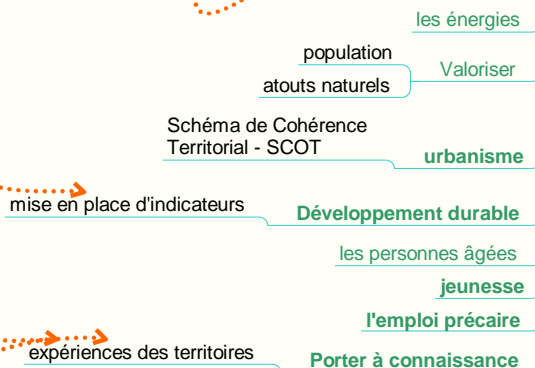 les énergies
population
Valoriser
atouts naturels
Schéma de Cohérence
Territorial - SCOT
urbanisme
mise en place d'indicateurs
Développement durable
les personnes âgées
jeunesse
l'emploi précaire
expériences des territoires
Porter à connaissance